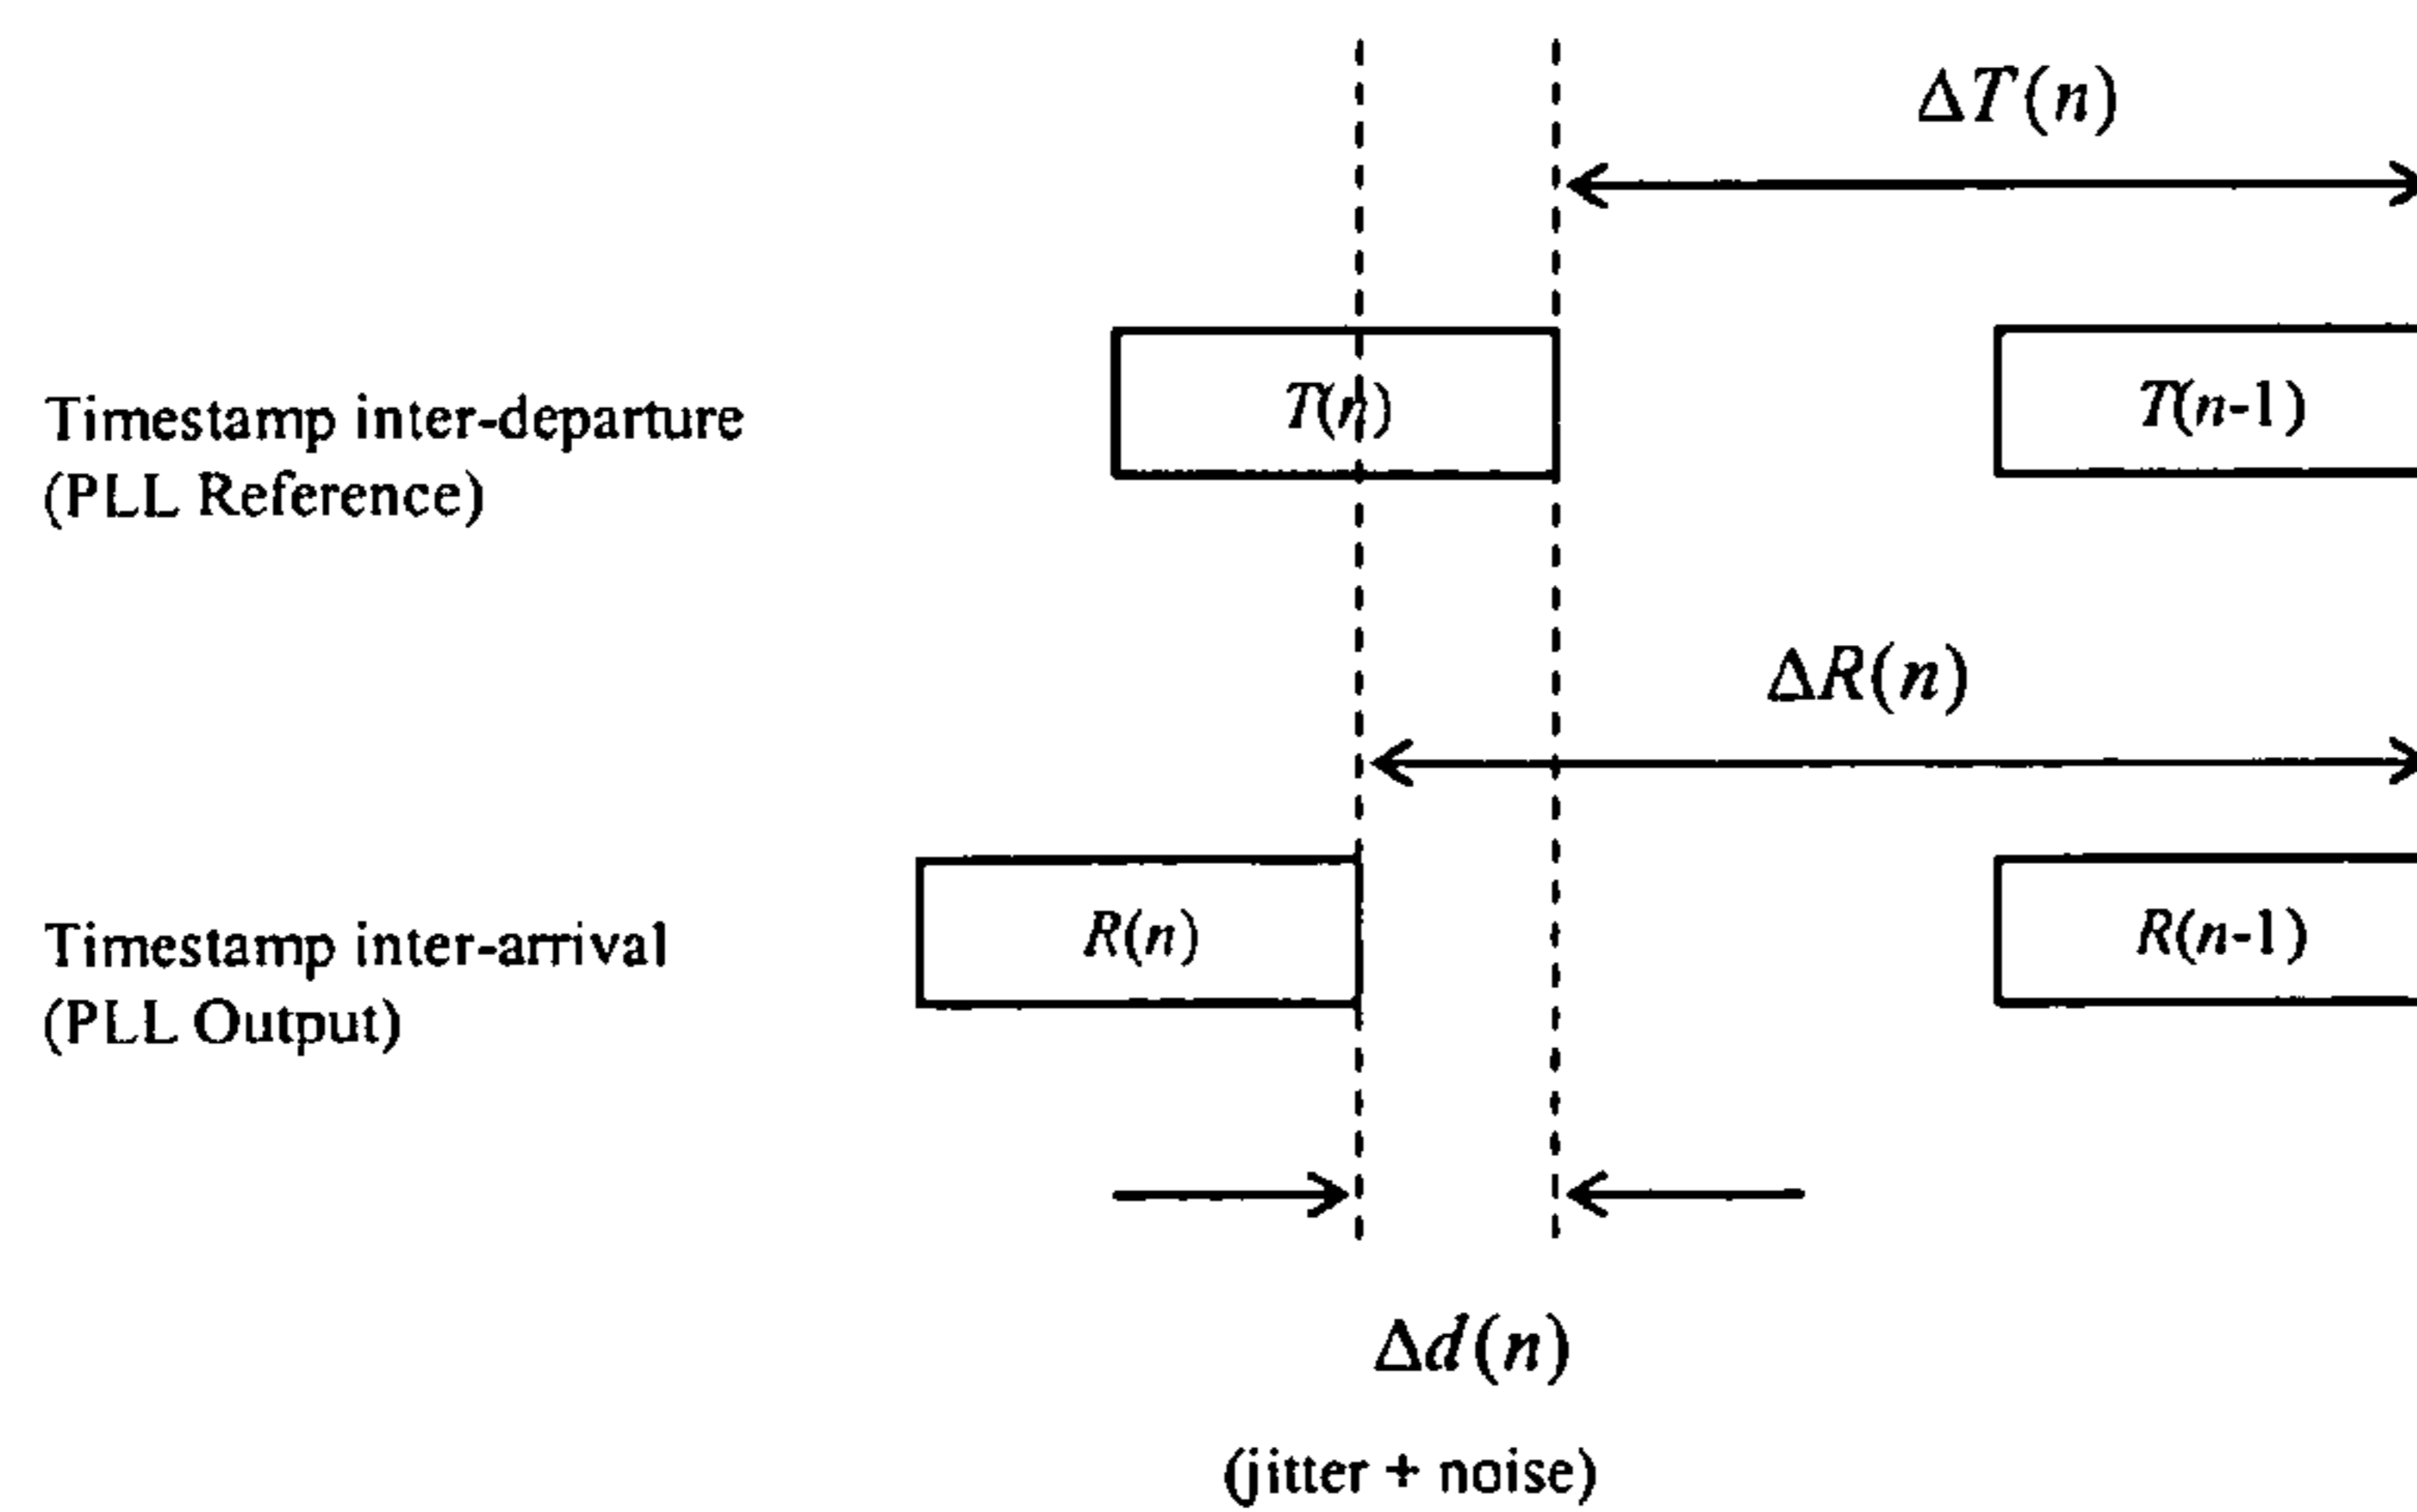 ΔT(n)
T(n)
T(n-1)
Timestamp inter-departure
(PLL Reference)
ΔR(n)
R(n)
R(n-1)
Timestamp inter-arrival
(PLL Output)
Δd(n)
(jitter + noise)